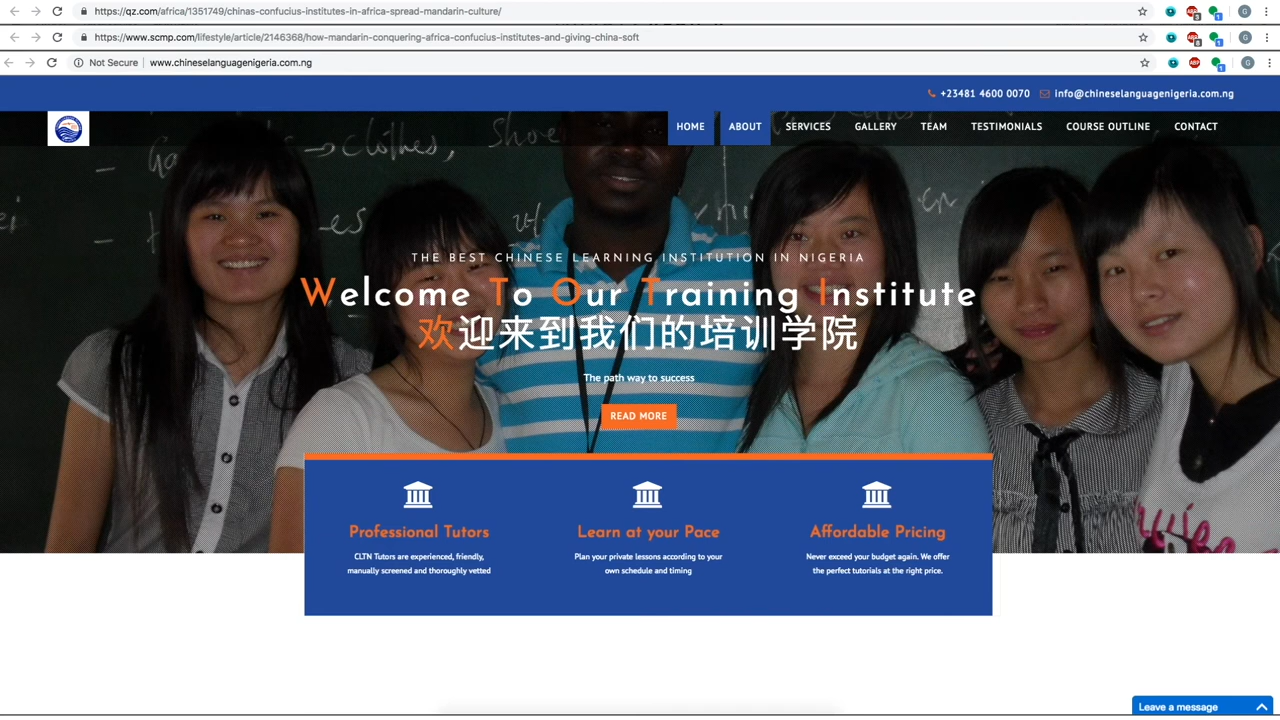 https://qz.com/africa/1351749/chinas-confucius-institutes-in-africa-spread-mandarin-culture/
https://www.scmp.com/lifestyle/article/2146368/how-mandarin-conquering-africa-confucius-institutes-and-giving-china-soft
Not Secure | www.chineselanguagenigeria.com.ng
+23481 4600 0070 info@chineselanguagenigeria.com.ng
HOME ABOUT SERVICES GALLERY TEAM TESTIMONIALS COURSE OUTLINE CONTACT
clothes, Shoe
THE BEST CHINESE LEARNING INSTITUTION IN NIGERIA
Welcome To Our Training Institute
欢迎来到我们的培训学院
The path way to success
READ MORE
Professional Tutors
CLTN Tutors are experienced, friendly,
manually screened and thoroughly vetted
Learn at your Pace
Plan your private lessons according to your
own schedule and timing
Affordable Pricing
Never exceed your budget again. We offer
the perfect tutorials at the right price.
Leave a message